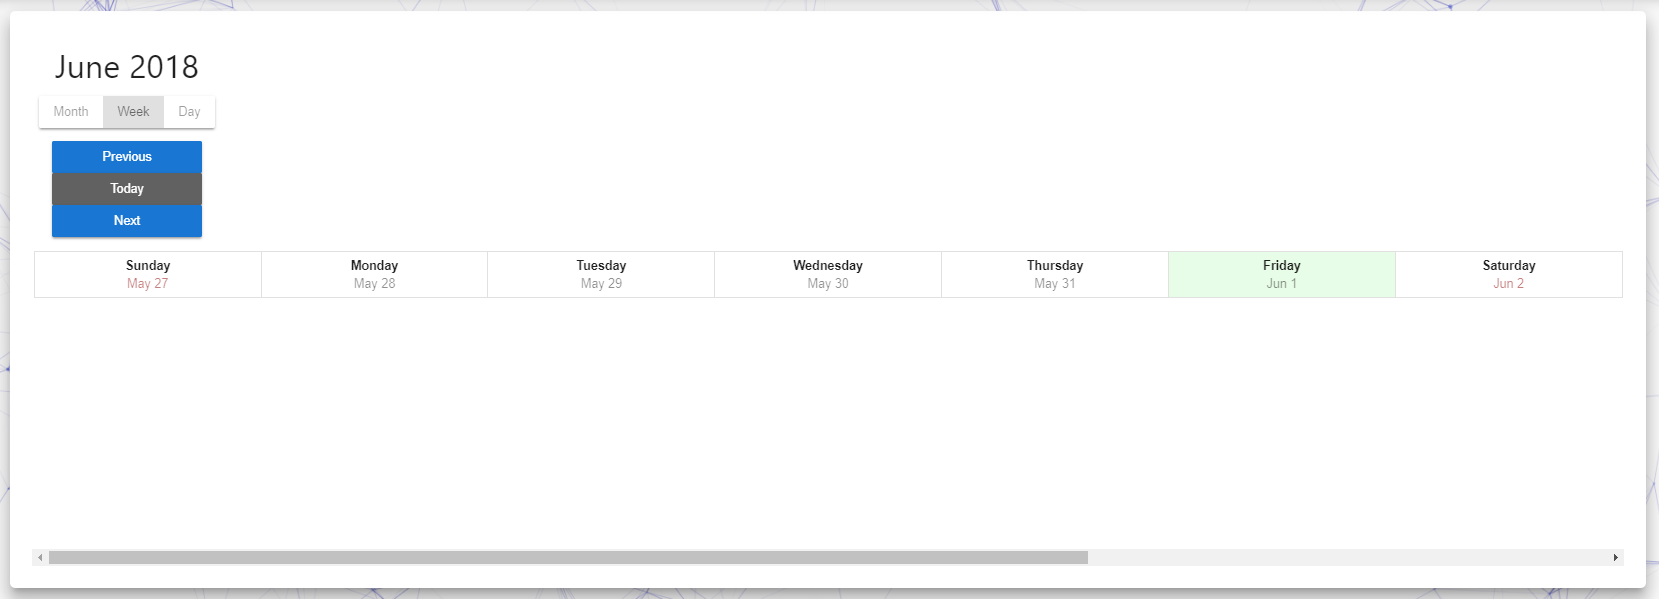 June 2018
Month Week Day
Previous
Today
Next
Sunday Monday Tuesday Wednesday Thursday Friday Saturday
May 27 May 28 May 29 May 30 May 31 Jun 1 Jun 2